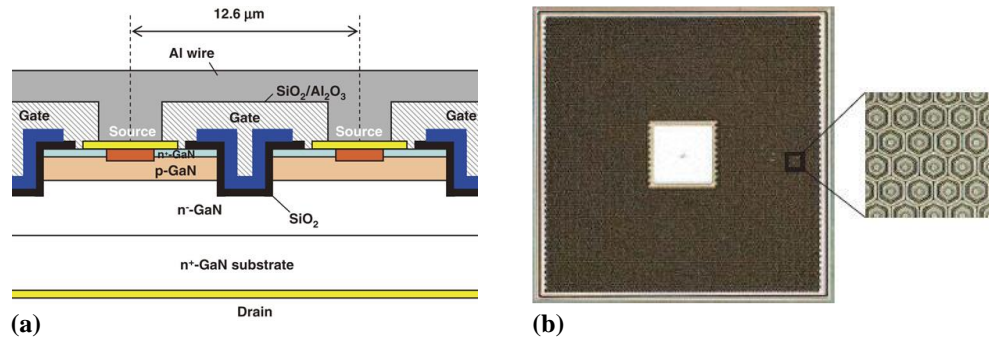 12.6 μm
Al wire
SiO₂/Al₂O₃
Gate
Source
Gate
Source
Gate
n⁺-GaN
p-GaN
n⁻-GaN
SiO₂
n⁺-GaN substrate
Drain
(a)
(b)